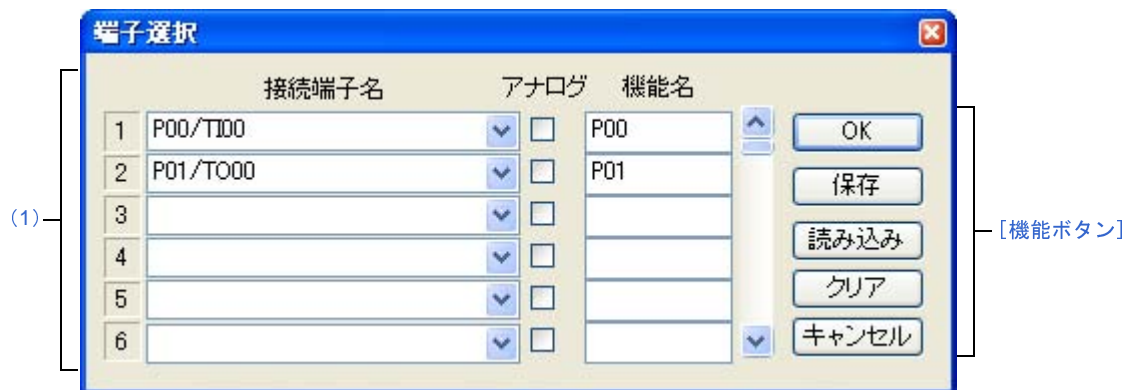 端子選択
接続端子名 アナログ 機能名
1 P00/TI00 P00 OK
2 P01/TO00 P01 保存
3
(1) [機能ボタン]
読み込み
4
5 クリア
6 キャンセル